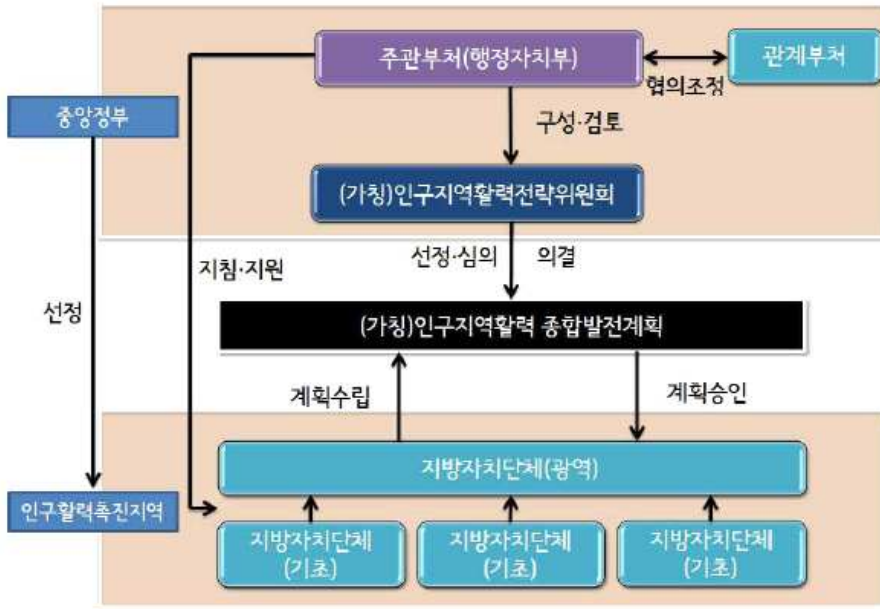 주관부처(행정자치부)
관계부처
협의조정
중앙정부
구성·검토
(가칭)인구지역활력전략위원회
선정·심의 의결
지침·지원
선정
(가칭)인구지역활력 종합발전계획
계획수립
계획승인
지방자치단체(광역)
인구활력촉진지역
지방자치단체
(기초)
지방자치단체
(기초)
지방자치단체
(기초)